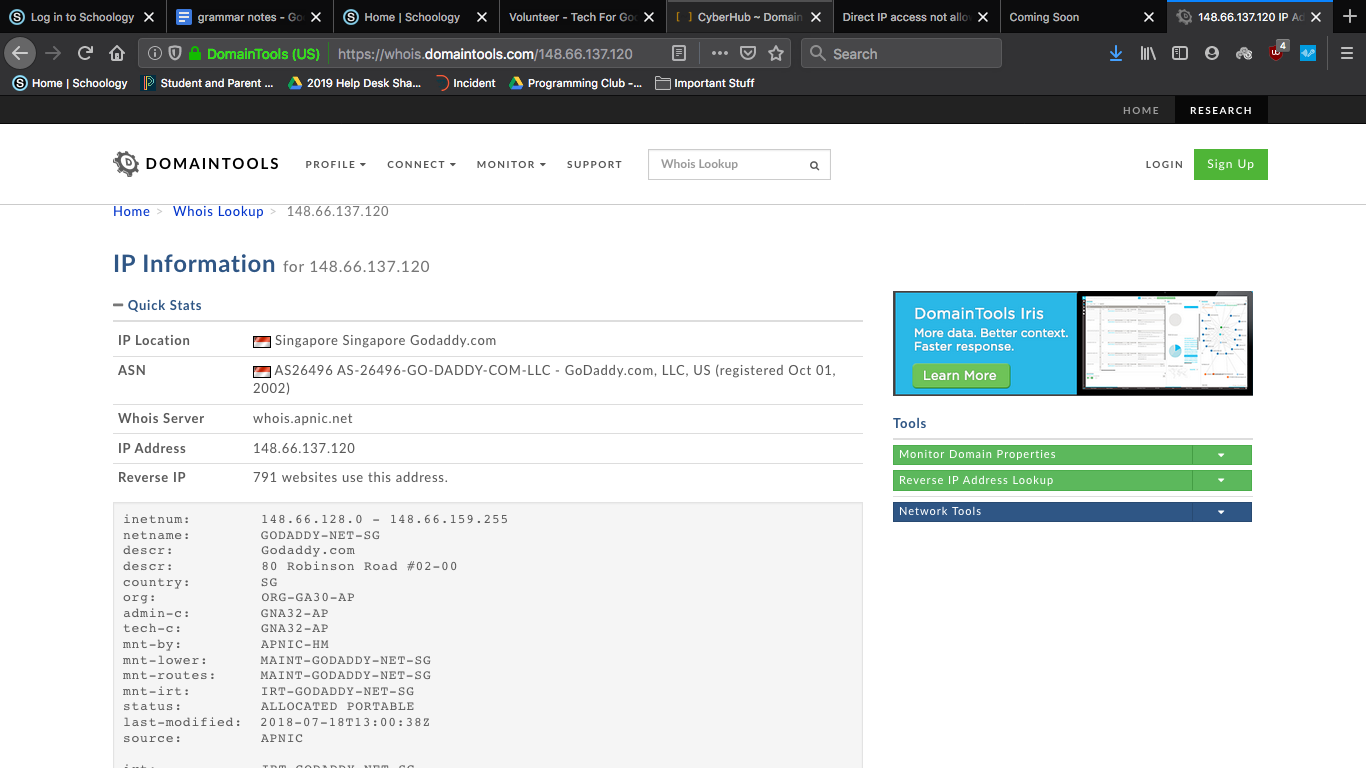 Log in to Schoology
grammar notes - Go
Home | Schoology
Volunteer - Tech For Go
[ ] CyberHub ~ Domain
Direct IP access not allo
Coming Soon
148.66.137.120 IP Ad
DomainTools (US)
https://whois.domaintools.com/148.66.137.120
Search
4
Home | Schoology
Student and Parent ...
2019 Help Desk Sha...
Incident
Programming Club -...
Important Stuff
HOME
RESEARCH
DOMAINTOOLS
PROFILE
CONNECT
MONITOR
SUPPORT
Whois Lookup
LOGIN
Sign Up
Home > Whois Lookup > 148.66.137.120
IP Information for 148.66.137.120
Quick Stats
IP Location Singapore Singapore Godaddy.com
ASN AS26496 AS-26496-GO-DADDY-COM-LLC - GoDaddy.com, LLC, US (registered Oct 01,
2002)
Whois Server whois.apnic.net
IP Address 148.66.137.120
Reverse IP 791 websites use this address.
inetnum: 148.66.128.0 - 148.66.159.255
netname: GODADDY-NET-SG
descr: Godaddy.com
descr: 80 Robinson Road #02-00
country: SG
org: ORG-GA30-AP
admin-c: GNA32-AP
tech-c: GNA32-AP
mnt-by: APNIC-HM
mnt-lower: MAINT-GODADDY-NET-SG
mnt-routes: MAINT-GODADDY-NET-SG
mnt-irt: IRT-GODADDY-NET-SG
status: ALLOCATED PORTABLE
last-modified: 2018-07-18T13:00:38Z
source: APNIC
irt: IRT-GODADDY-NET-SG
DomainTools Iris
More data. Better context.
Faster response.
Learn More
Tools
Monitor Domain Properties
Reverse IP Address Lookup
Network Tools